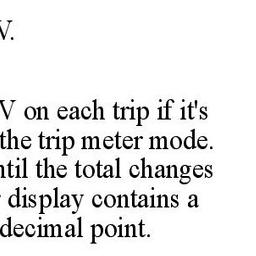 V.
V on each trip if it's
the trip meter mode.
ntil the total changes
display contains a
decimal point.